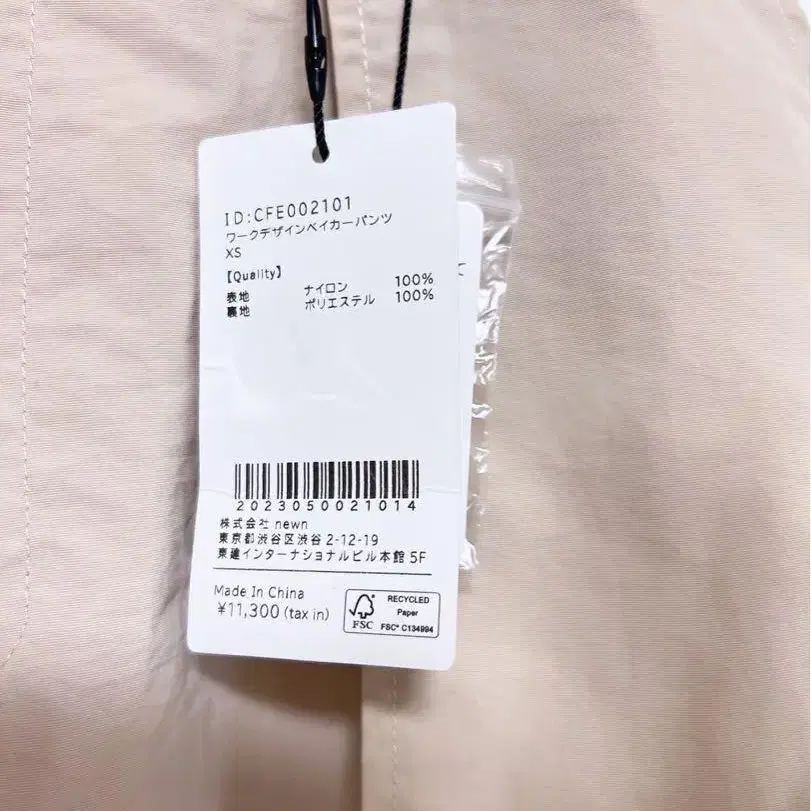 ID:CFE002101
ワークデザインベイカーパンツ
XS
【Quality】
表地 ナイロン 100%
裏地 ポリエステル 100%
2023050021014
株式会社 newn
東京都渋谷区渋谷 2-12-19
東建インターナショナルビル本館 5F
Made In China
¥11,300 (tax in)
RECYCLED
Paper
FSC
FSC® C134994